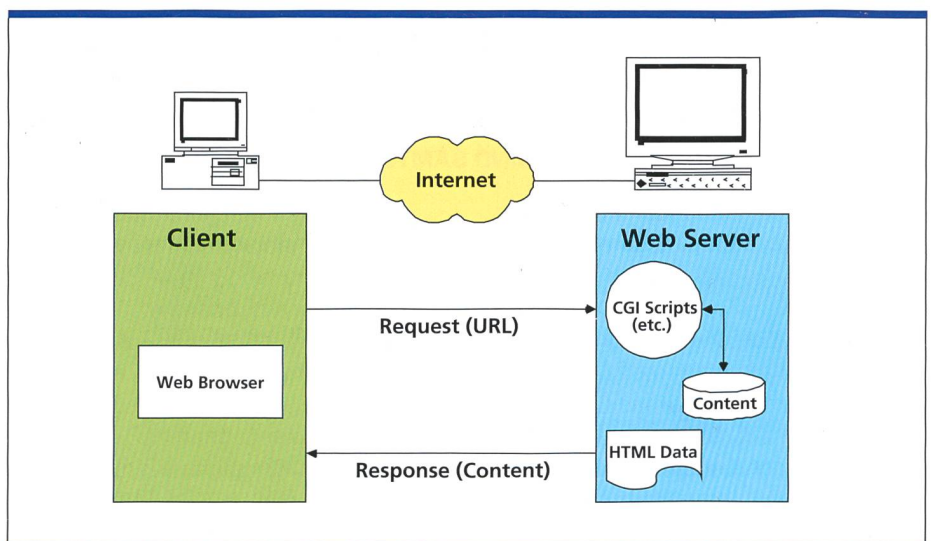 Internet
Client
Web Server
CGI Scripts
(etc.)
Request (URL)
Web Browser
Content
HTML Data
Response (Content)